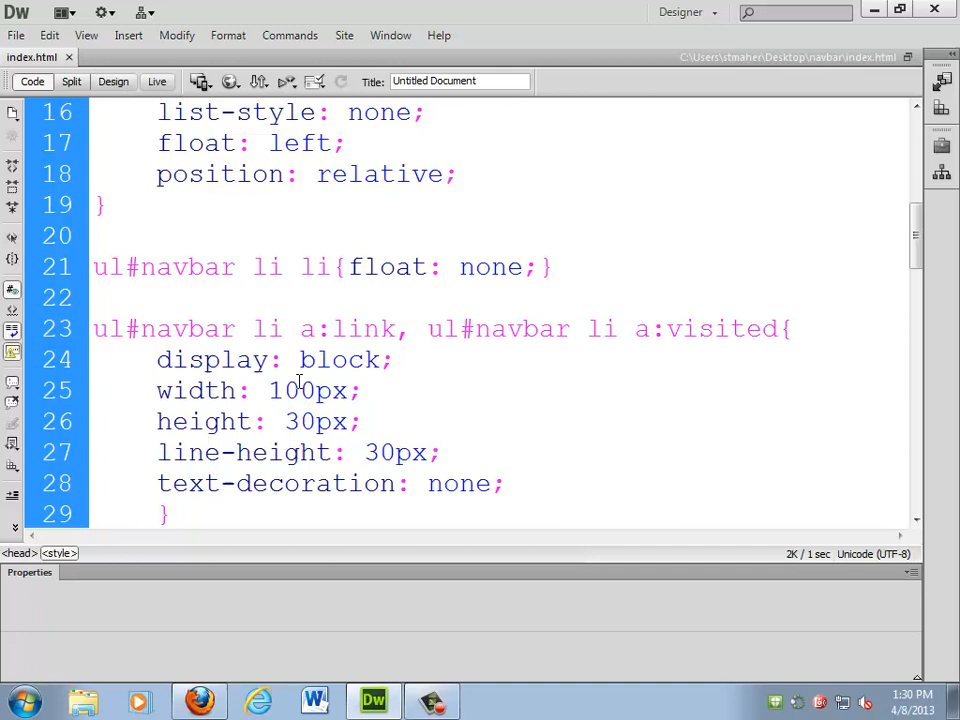 Dw
Designer
File Edit View Insert Modify Format Commands Site Window Help
index.html
C:\Users\stmaher\Desktop\navbar\index.html
Code Split Design Live Title: Untitled Document
16 list-style: none;
17 float: left;
18 position: relative;
19 }
20
21 ul#navbar li li{float: none;}
22
23 ul#navbar li a:link, ul#navbar li a:visited{
24 display: block;
25 width: 100px;
26 height: 30px;
27 line-height: 30px;
28 text-decoration: none;
29 }
<head> <style> 2K / 1 sec Unicode (UTF-8)
Properties
W Dw
1:30 PM
4/8/2013